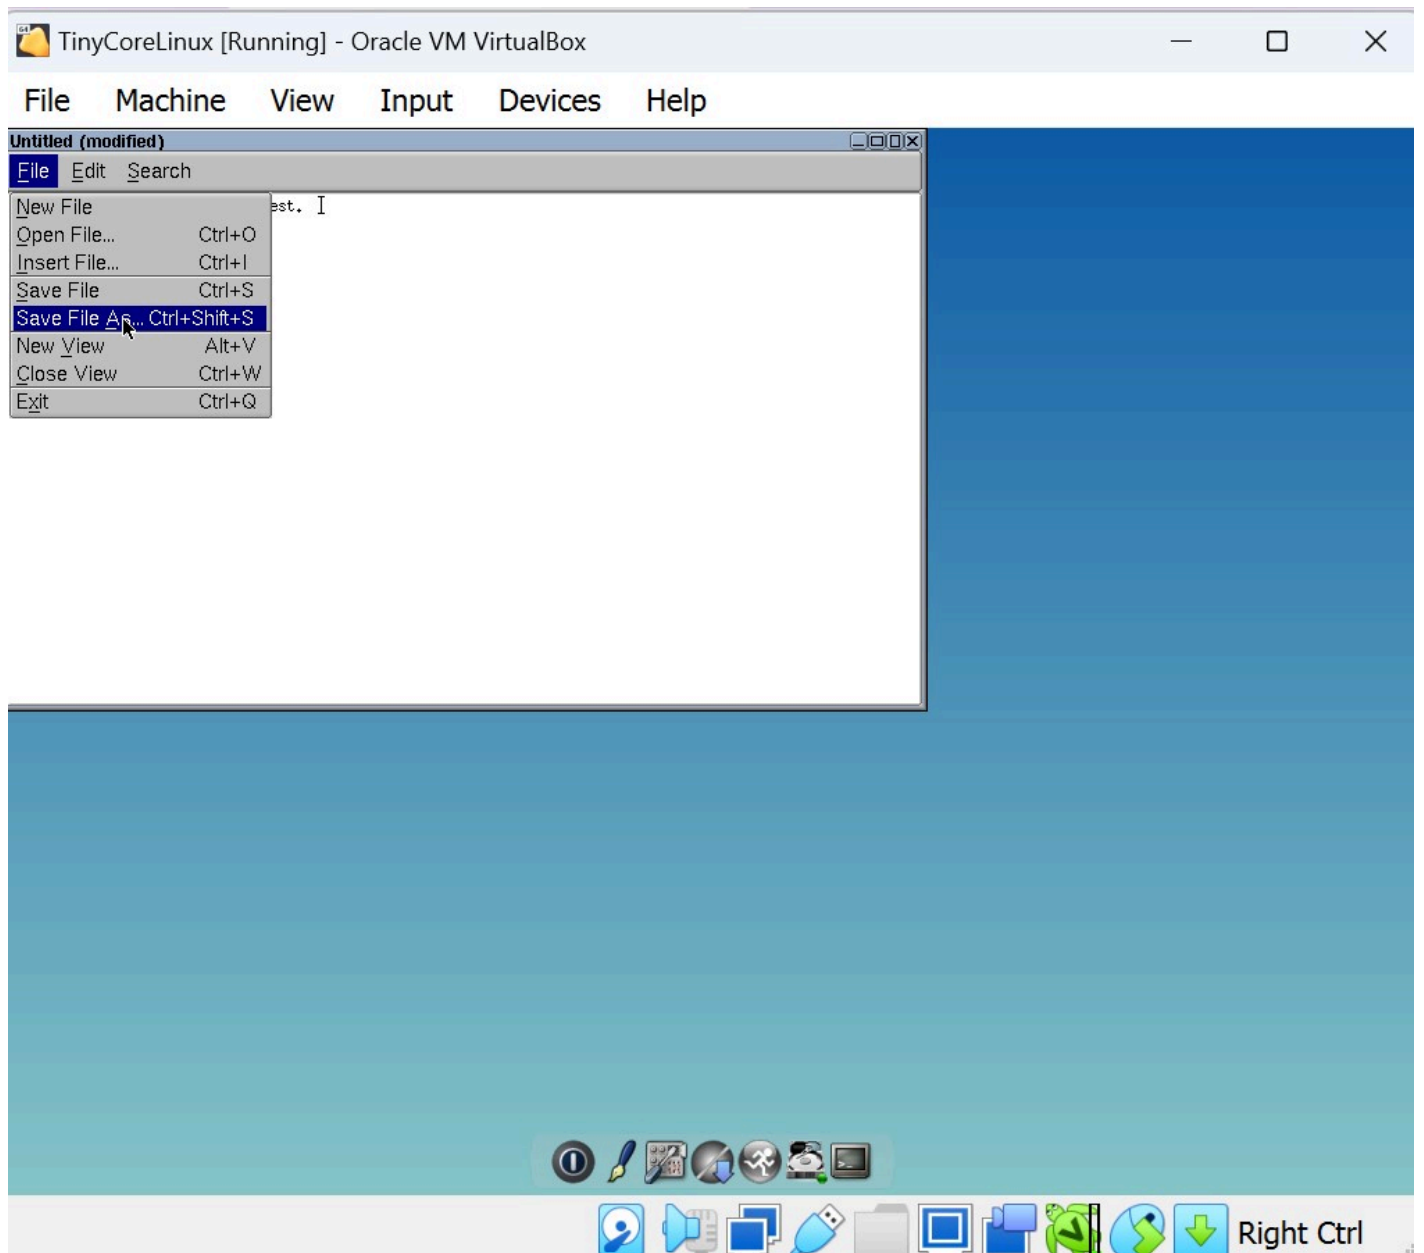 TinyCoreLinux [Running] - Oracle VM VirtualBox
File Machine View Input Devices Help
Untitled (modified)
File Edit Search
New File
est.
Open File... Ctrl+O
Insert File... Ctrl+I
Save File Ctrl+S
Save File As... Ctrl+Shift+S
New View Alt+V
Close View Ctrl+W
Exit Ctrl+Q
Right Ctrl